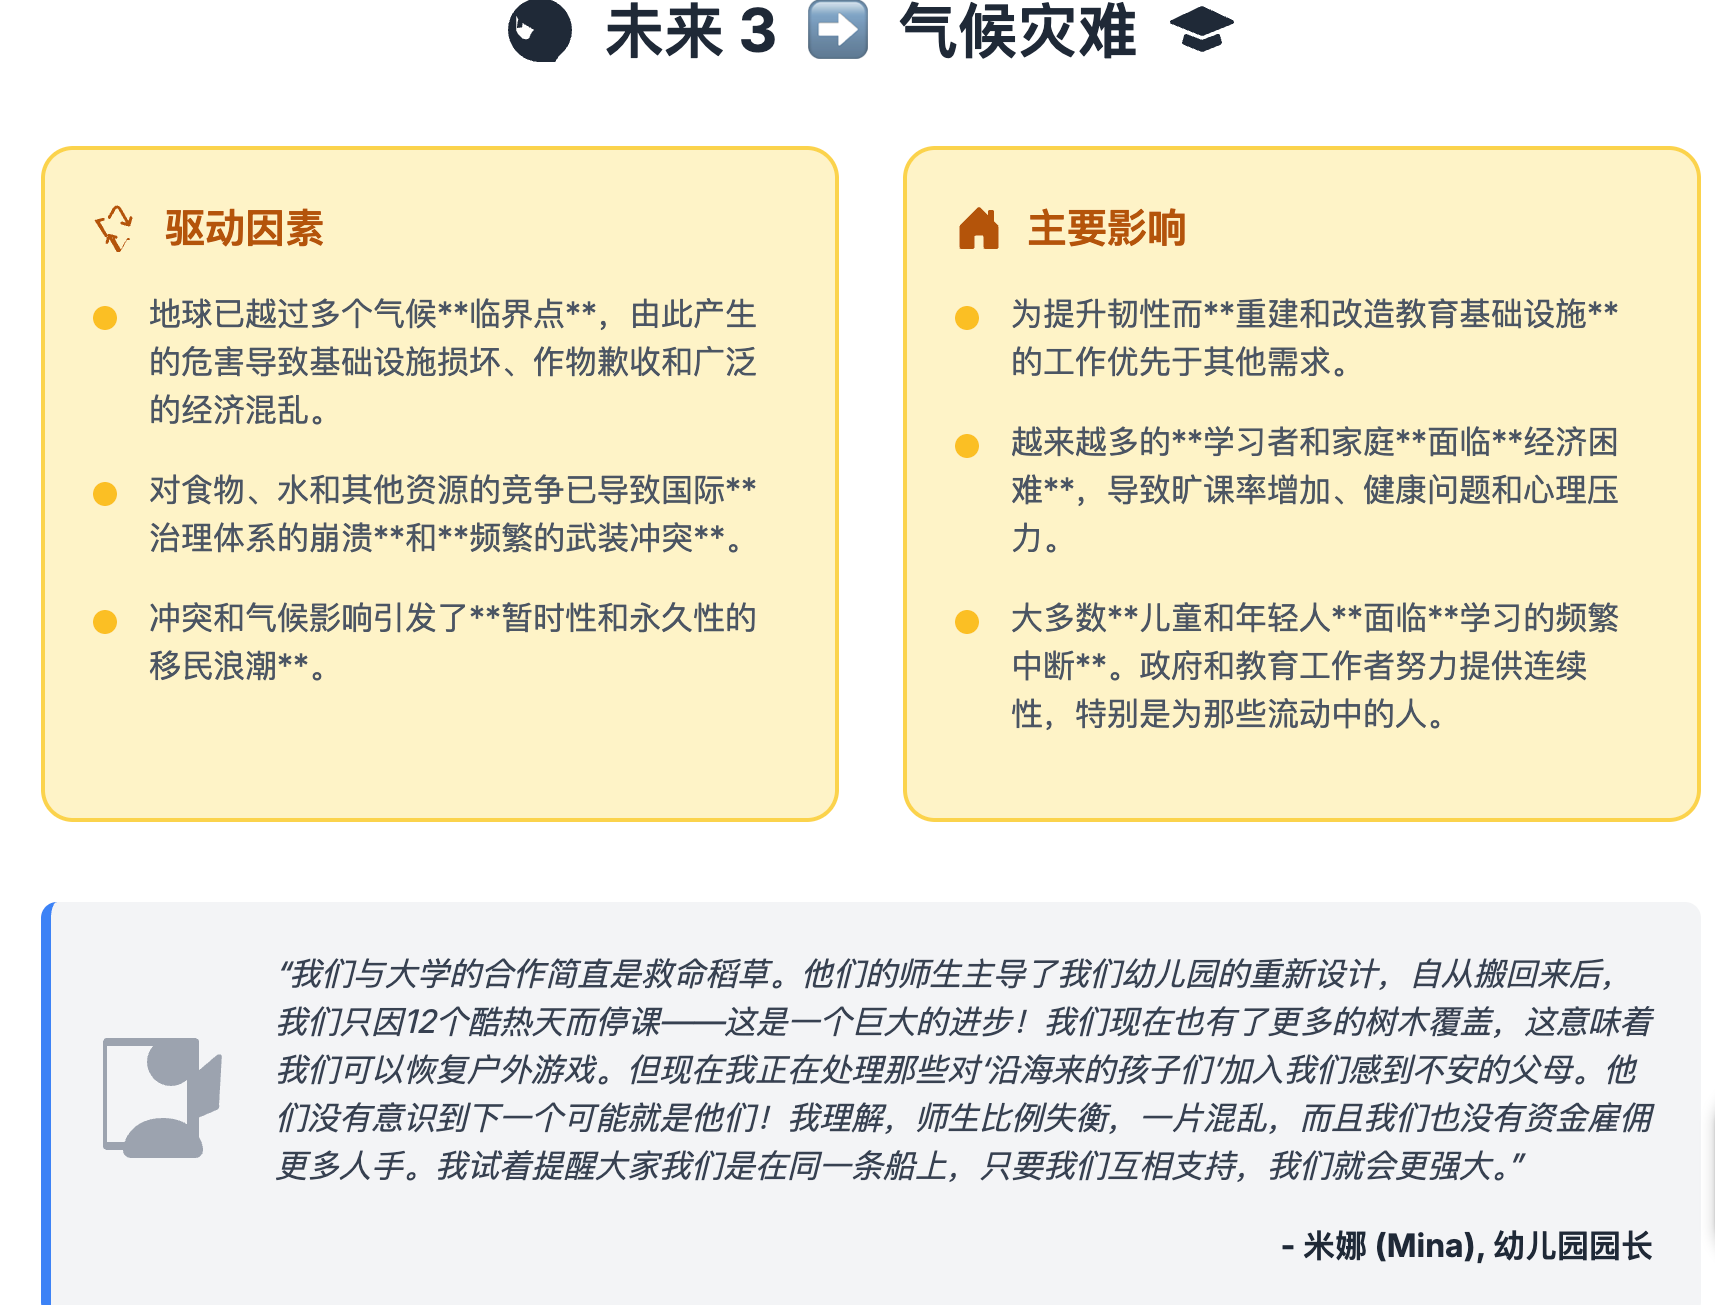 未来 3 ➡️ 气候灾难
驱动因素
地球已越过多个气候**临界点**，由此产生
的危害导致基础设施损坏、作物歉收和广泛
的经济混乱。
对食物、水和其他资源的竞争已导致国际**
治理体系的崩溃**和**频繁的武装冲突**。
冲突和气候影响引发了**暂时性和永久性的
移民浪潮**。
主要影响
为提升韧性而**重建和改造教育基础设施**
的工作优先于其他需求。
越来越多的**学习者和家庭**面临**经济困
难**，导致旷课率增加、健康问题和心理压
力。
大多数**儿童和年轻人**面临**学习的频繁
中断**。政府和教育工作者努力提供连续
性，特别是为那些流动中的人。
“我们与大学的合作简直是救命稻草。他们的师生主导了我们幼儿园的重新设计，自从搬回来后，
我们只因12个酷热天而停课——这是一个巨大的进步！我们现在也有了更多的树木覆盖，这意味着
我们可以恢复户外游戏。但现在我正在处理那些对‘沿海来的孩子们’加入我们感到不安的父母。他
们没有意识到下一个可能就是他们！我理解，师生比例失衡，一片混乱，而且我们也没有资金雇佣
更多人手。我试着提醒大家我们是在同一条船上，只要我们互相支持，我们就会更强大。”
- 米娜 (Mina), 幼儿园园长